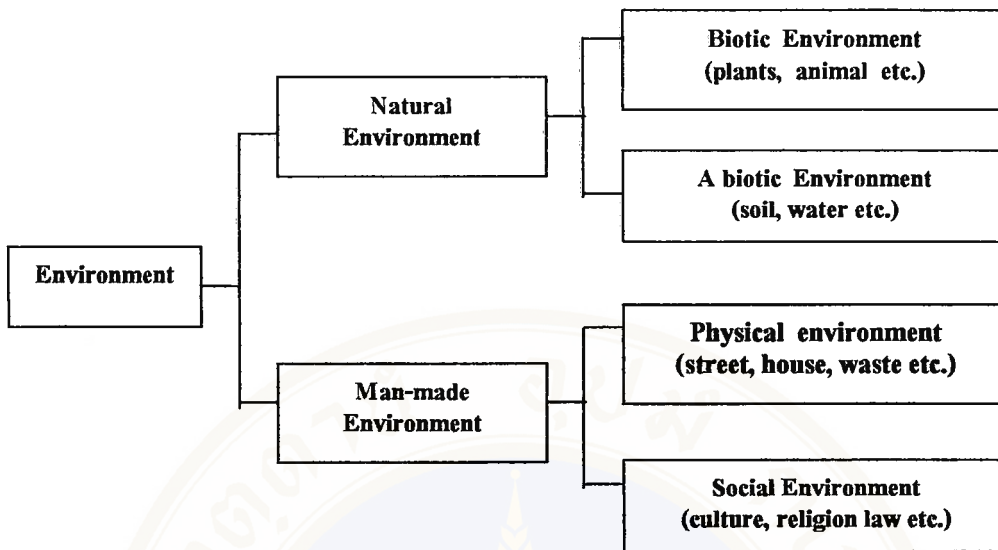 Biotic Environment
(plants, animal etc.)
Natural
Environment
A biotic Environment
(soil, water etc.)
Environment
Physical environment
(street, house, waste etc.)
Man-made
Environment
Social Environment
(culture, religion law etc.)